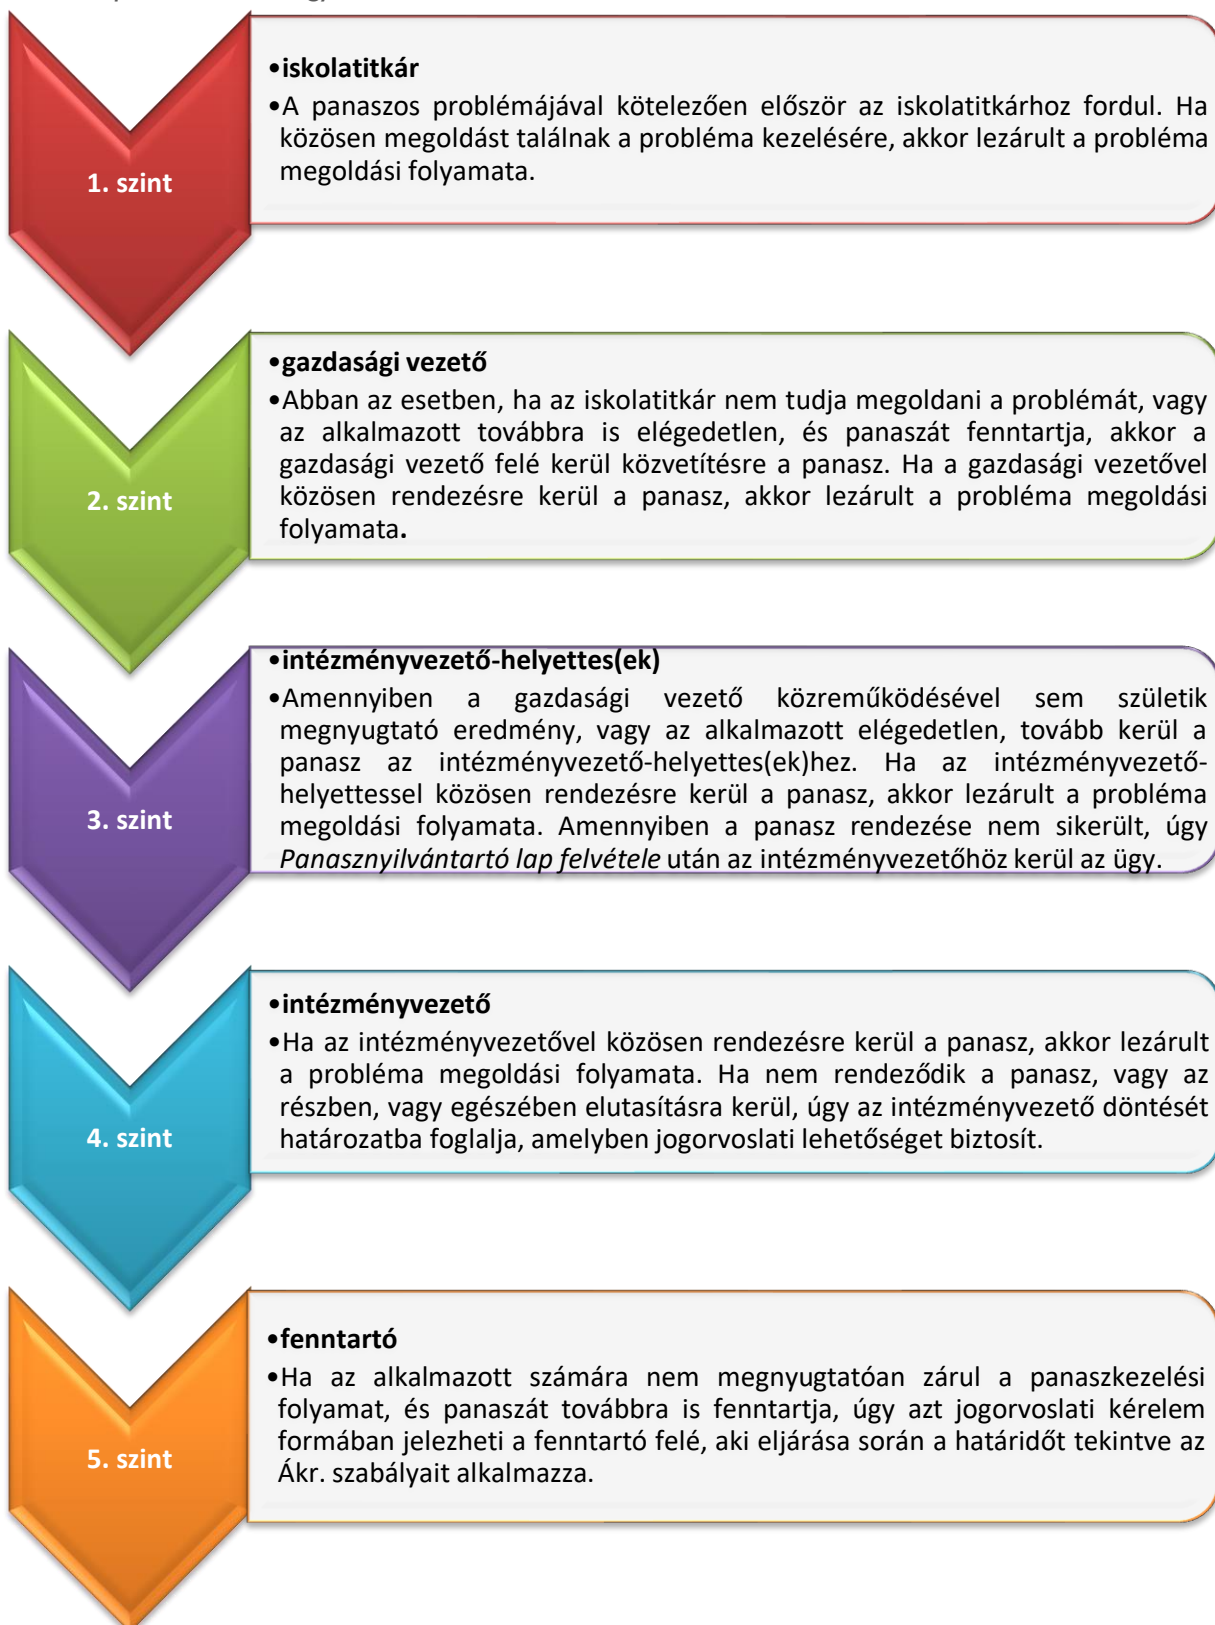 1. szint
•iskolatitkár
•A panaszos problémájával kötelezően először az iskolatitkárhoz fordul. Ha
közösen megoldást találnak a probléma kezelésére, akkor lezárult a probléma
megoldási folyamata.
2. szint
•gazdasági vezető
•Abban az esetben, ha az iskolatitkár nem tudja megoldani a problémát, vagy
az alkalmazott továbbra is elégedetlen, és panaszát fenntartja, akkor a
gazdasági vezető felé kerül közvetítésre a panasz. Ha a gazdasági vezetővel
közösen rendezésre kerül a panasz, akkor lezárult a probléma megoldási
folyamata.
3. szint
•intézményvezető-helyettes(ek)
•Amennyiben a gazdasági vezető közreműködésével sem születik
megnyugtató eredmény, vagy az alkalmazott elégedetlen, tovább kerül a
panasz az intézményvezető-helyettes(ek)hez. Ha az intézményvezető-
helyettessel közösen rendezésre kerül a panasz, akkor lezárult a probléma
megoldási folyamata. Amennyiben a panasz rendezése nem sikerült, úgy
Panasznyilvántartó lap felvétele után az intézményvezetőhöz kerül az ügy.
4. szint
•intézményvezető
•Ha az intézményvezetővel közösen rendezésre kerül a panasz, akkor lezárult
a probléma megoldási folyamata. Ha nem rendeződik a panasz, vagy az
részben, vagy egészében elutasításra kerül, úgy az intézményvezető döntését
határozatba foglalja, amelyben jogorvoslati lehetőséget biztosít.
5. szint
•fenntartó
•Ha az alkalmazott számára nem megnyugtatóan zárul a panaszkezelési
folyamat, és panaszát továbbra is fenntartja, úgy azt jogorvoslati kérelem
formában jelezheti a fenntartó felé, aki eljárása során a határidőt tekintve az
Ákr. szabályait alkalmazza.